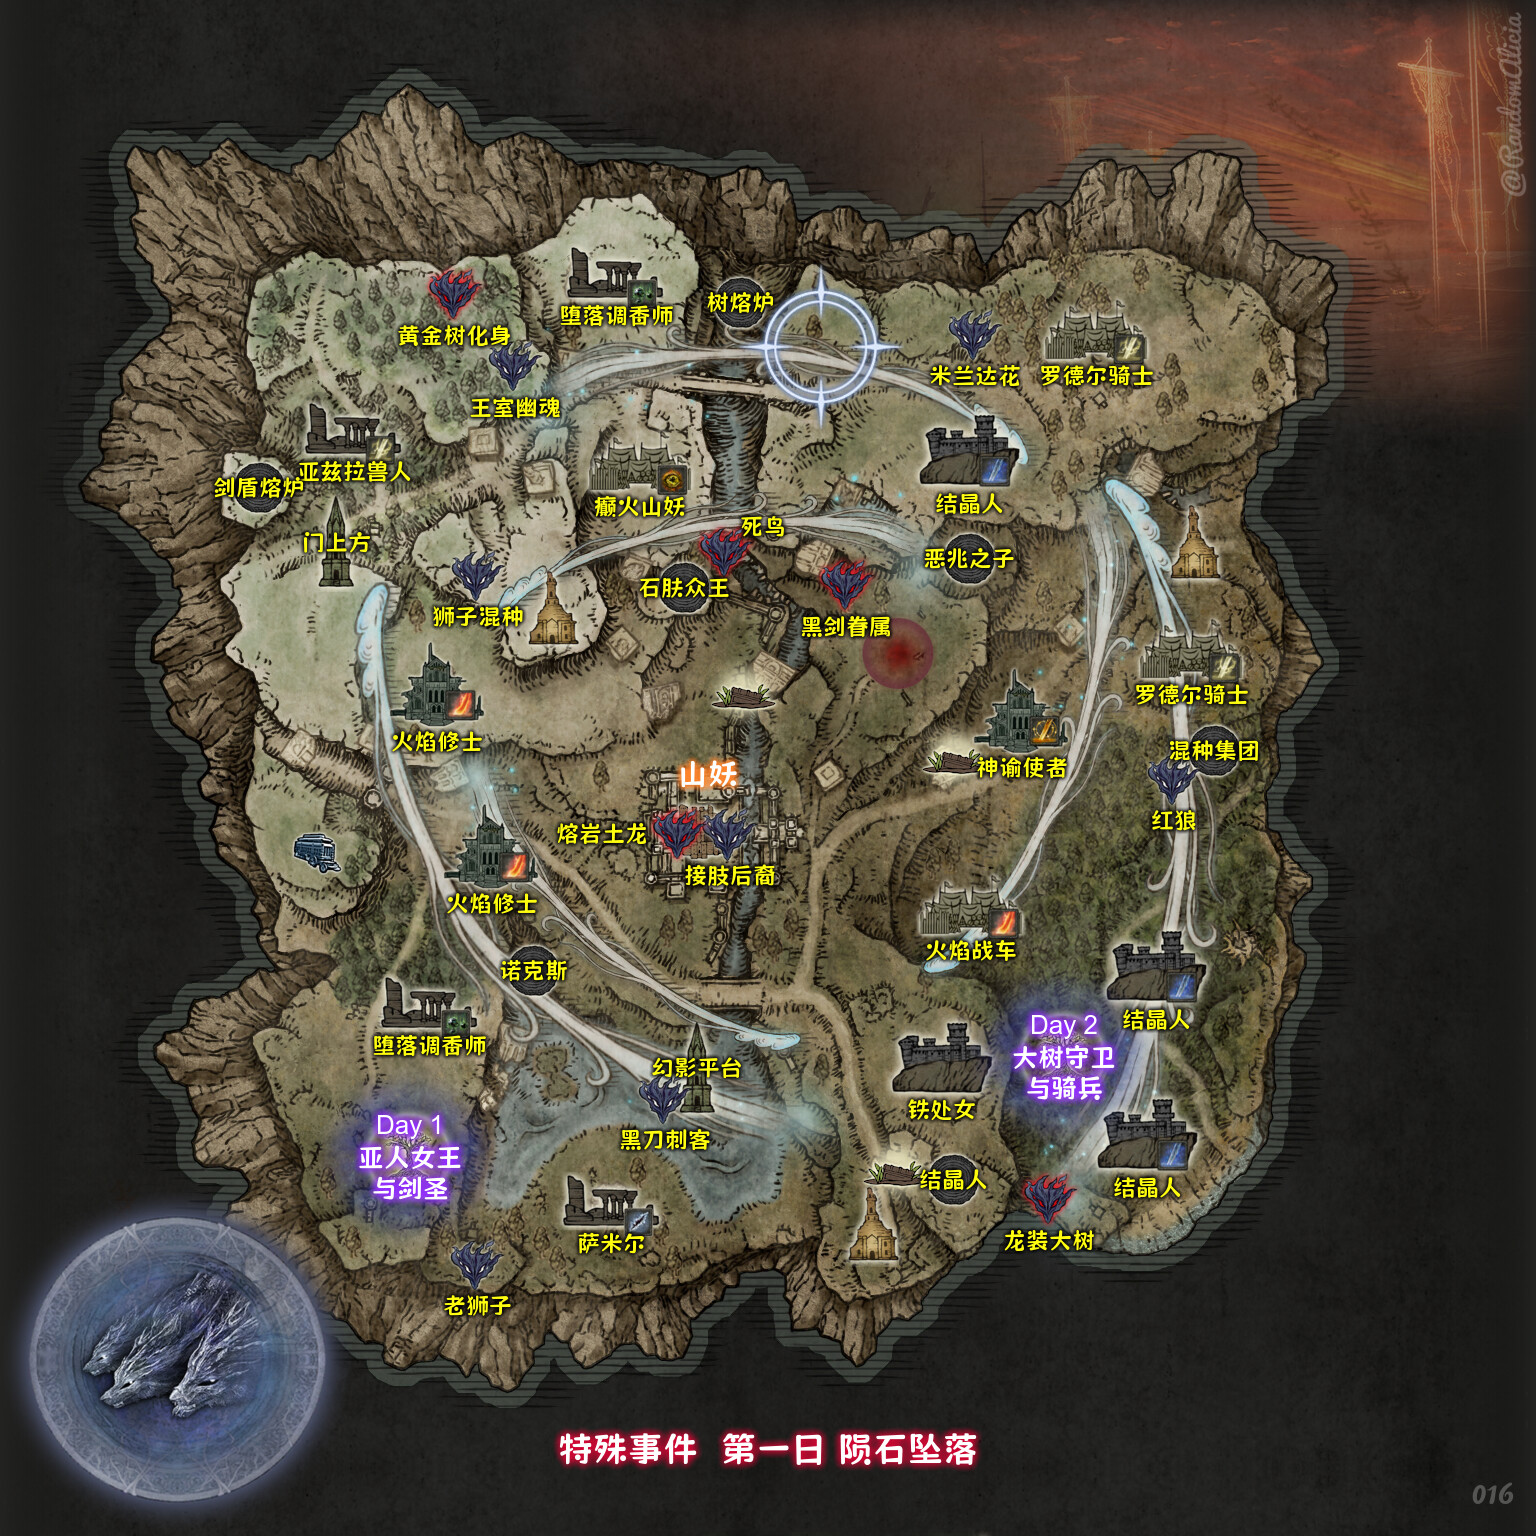 @RandomAlicia
堕落调香师
树熔炉
黄金树化身
王室幽魂
米兰达花
罗德尔骑士
亚兹拉兽人
剑盾熔炉
癫火山妖
结晶人
死鸟
门上方
恶兆之子
石肤众王
狮子混种
黑剑眷属
罗德尔骑士
火焰修士
混种集团
神谕使者
山妖
红狼
熔岩土龙
接肢后裔
火焰修士
火焰战车
诺克斯
结晶人
Day 2
大树守卫
与骑兵
堕落调香师
幻影平台
铁处女
Day 1
亚人女王
与剑圣
黑刀刺客
结晶人
结晶人
萨米尔
龙装大树
老狮子
特殊事件 第一日 陨石坠落
016